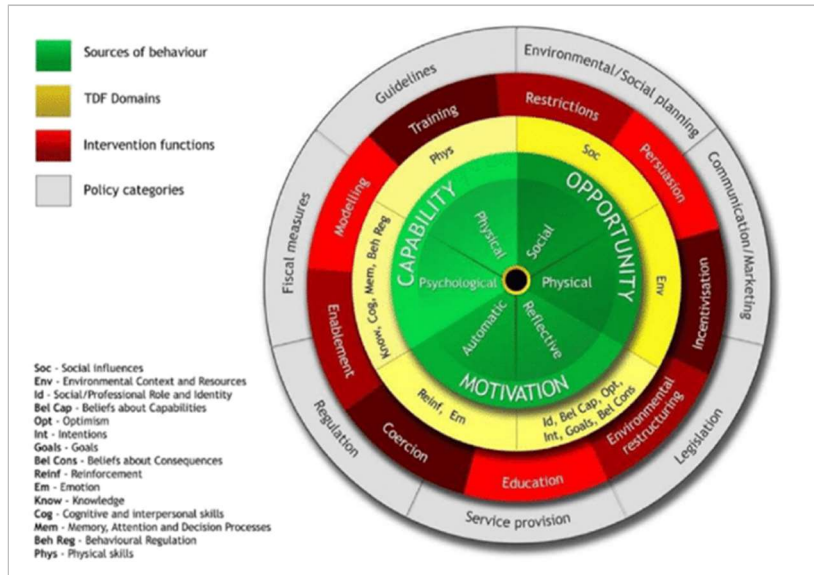 Sources of behaviour
TDF Domains
Intervention functions
Policy categories
Soc - Social influences
Env - Environmental Context and Resources
Id - Social/Professional Role and Identity
Bel Cap - Beliefs about Capabilities
Opt - Optimism
Int - Intentions
Goals - Goals
Bel Cons - Beliefs about Consequences
Reinf - Reinforcement
Em - Emotion
Know - Knowledge
Cog - Cognitive and interpersonal skills
Mem - Memory, Attention and Decision Processes
Beh Reg - Behavioural Regulation
Phys - Physical skills
Guidelines
Environmental/Social planning
Communication/Marketing
Legislation
Service provision
Regulation
Fiscal measures
Training
Restrictions
Persuasion
Incentivisation
Environmental
restructuring
Education
Coercion
Enablement
Modelling
Phys
Soc
Env
Id, Bel Cap, Opt,
Int, Goals, Bel Cons
Reinf, Em
Know, Cog, Mem, Beh Reg
CAPABILITY
OPPORTUNITY
MOTIVATION
Physical
Social
Physical
Reflective
Automatic
Psychological